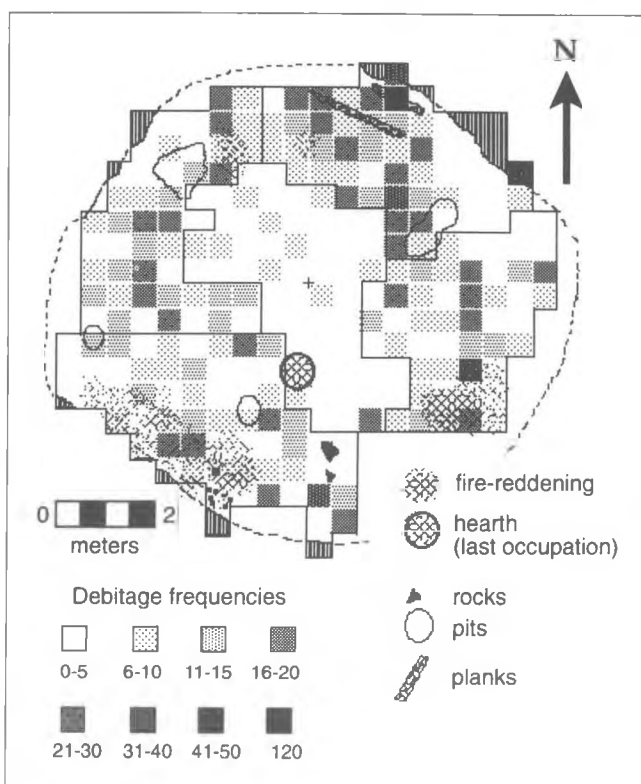 N
fire-reddening
hearth
(last occupation)
0 2
meters
Debitage frequencies
rocks
pits
planks
0-5 6-10 11-15 16-20
21-30 31-40 41-50 120